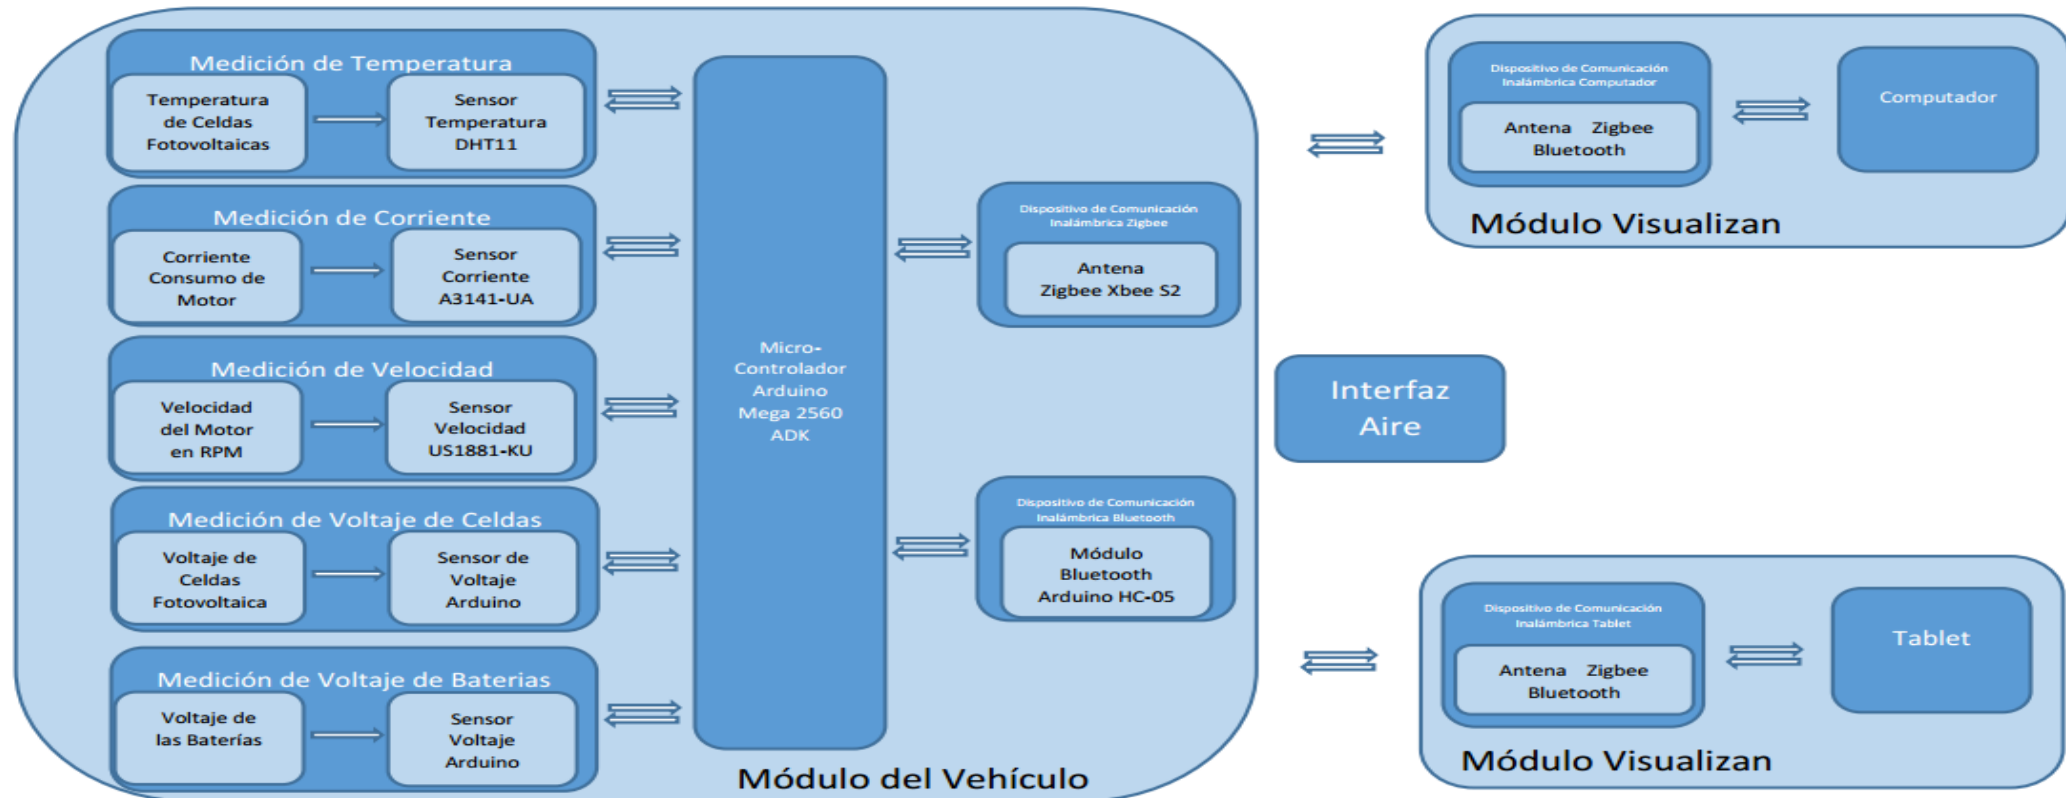 Medición de Temperatura
Temperatura
de Celdas
Fotovoltaicas
Sensor
Temperatura
DHT11
Medición de Corriente
Corriente
Consumo de
Motor
Sensor
Corriente
A3141-UA
Medición de Velocidad
Velocidad
del Motor
en RPM
Sensor
Velocidad
US1881-KU
Medición de Voltaje de Celdas
Voltaje de
Celdas
Fotovoltaica
Sensor de
Voltaje
Arduino
Medición de Voltaje de Baterias
Voltaje de
las Baterías
Sensor
Voltaje
Arduino
Micro-
Controlador
Arduino
Mega 2560
ADK
Dispositivo de Comunicación
Inalámbrica Zigbee
Antena
Zigbee Xbee S2
Dispositivo de Comunicación
Inalámbrica Bluetooth
Módulo
Bluetooth
Arduino HC-05
Módulo del Vehículo
Interfaz
Aire
Dispositivo de Comunicación
Inalámbrica Computador
Antena Zigbee
Bluetooth
Computador
Módulo Visualizan
Dispositivo de Comunicación
Inalámbrica Tablet
Antena Zigbee
Bluetooth
Tablet
Módulo Visualizan